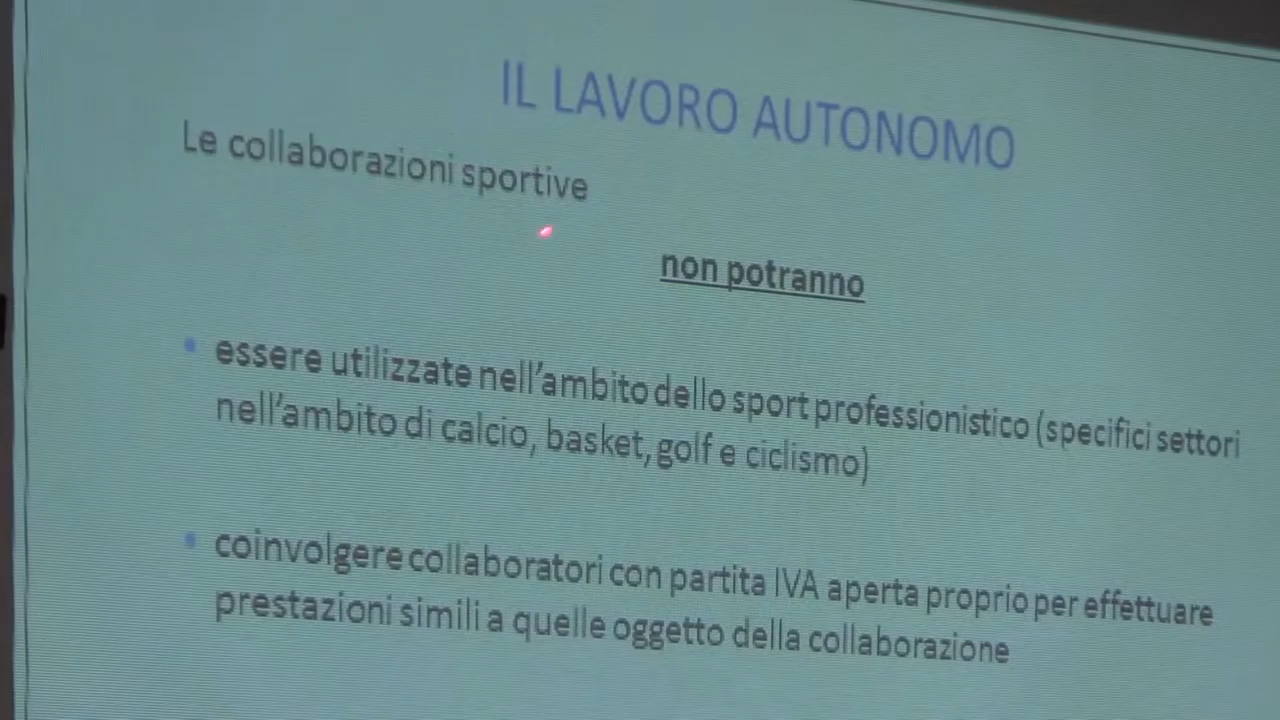 IL LAVORO AUTONOMO
Le collaborazioni sportive
non potranno
• essere utilizzate nell'ambito dello sport professionistico (specifici settori
nell'ambito di calcio, basket, golf e ciclismo)
• coinvolgere collaboratori con partita IVA aperta proprio per effettuare
prestazioni simili a quelle oggetto della collaborazione